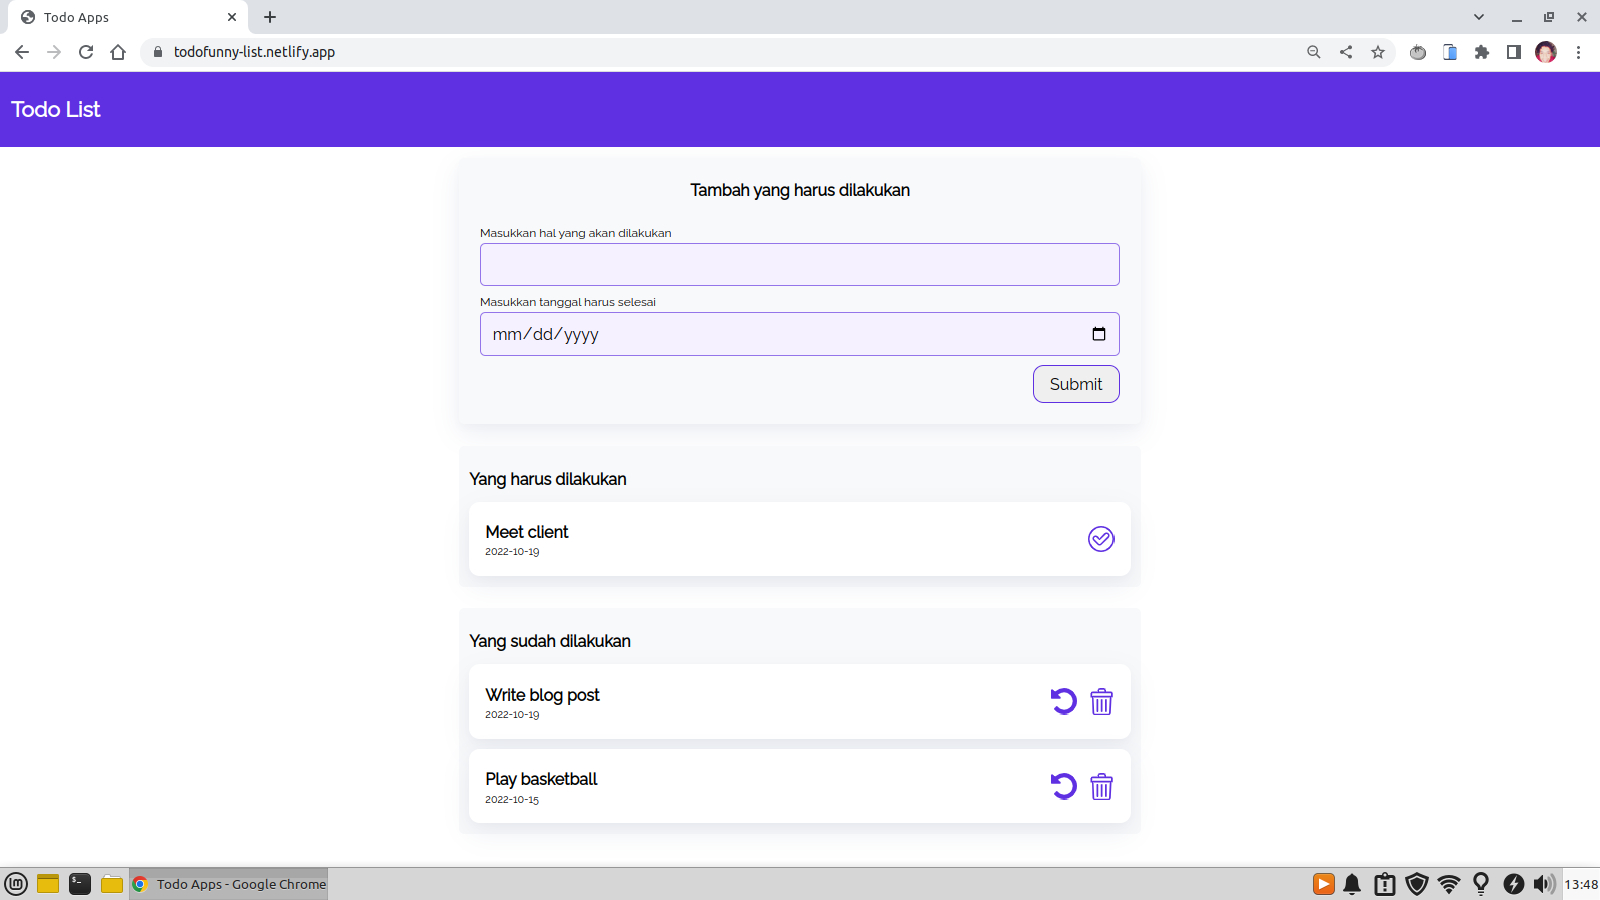 Todo Apps
todofunny-list.netlify.app
Todo List
Tambah yang harus dilakukan
Masukkan hal yang akan dilakukan
Masukkan tanggal harus selesai
mm/dd/yyyy
Submit
Yang harus dilakukan
Meet client
2022-10-19
Yang sudah dilakukan
Write blog post
2022-10-19
Play basketball
2022-10-15
Todo Apps - Google Chrome
13:48